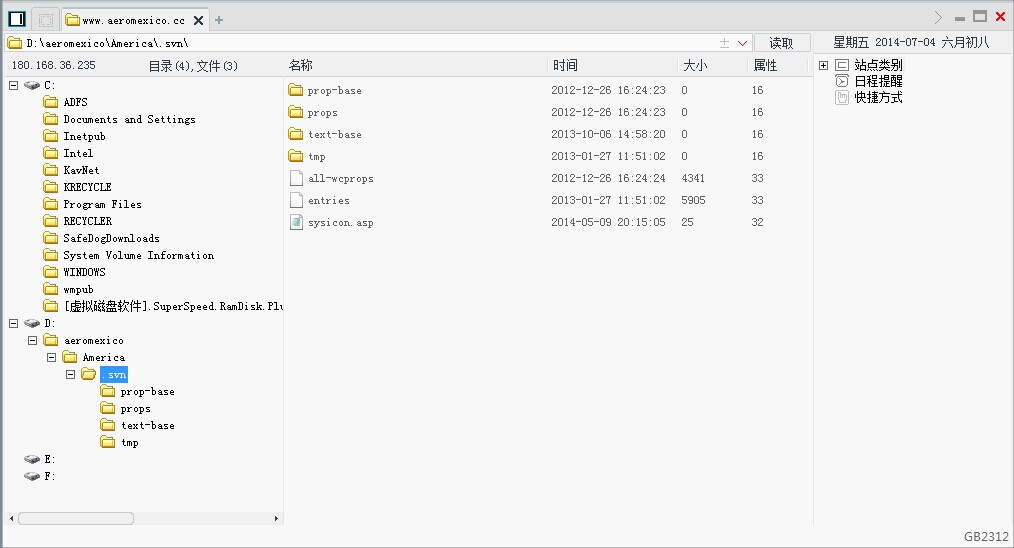 www.aeromexico.cc
D:\aeromexico\America\.svn\
读取
星期五 2014-07-04 六月初八
180.168.36.235 目录(4),文件(3)
名称 时间 大小 属性
C:
ADFS
Documents and Settings
Inetpub
Intel
KavNet
KRECYCLE
Program Files
RECYCLER
SafeDogDownloads
System Volume Information
WINDOWS
wmpub
[虚拟磁盘软件].SuperSpeed.RamDisk.Plu
D:
aeromexico
America
.svn
prop-base
props
text-base
tmp
E:
F:
prop-base 2012-12-26 16:24:23 0 16
props 2012-12-26 16:24:23 0 16
text-base 2013-10-06 14:58:20 0 16
tmp 2013-01-27 11:51:02 0 16
all-wcprops 2012-12-26 16:24:24 4341 33
entries 2013-01-27 11:51:02 5905 33
sysicon.asp 2014-05-09 20:15:05 25 32
站点类别
日程提醒
快捷方式
GB2312